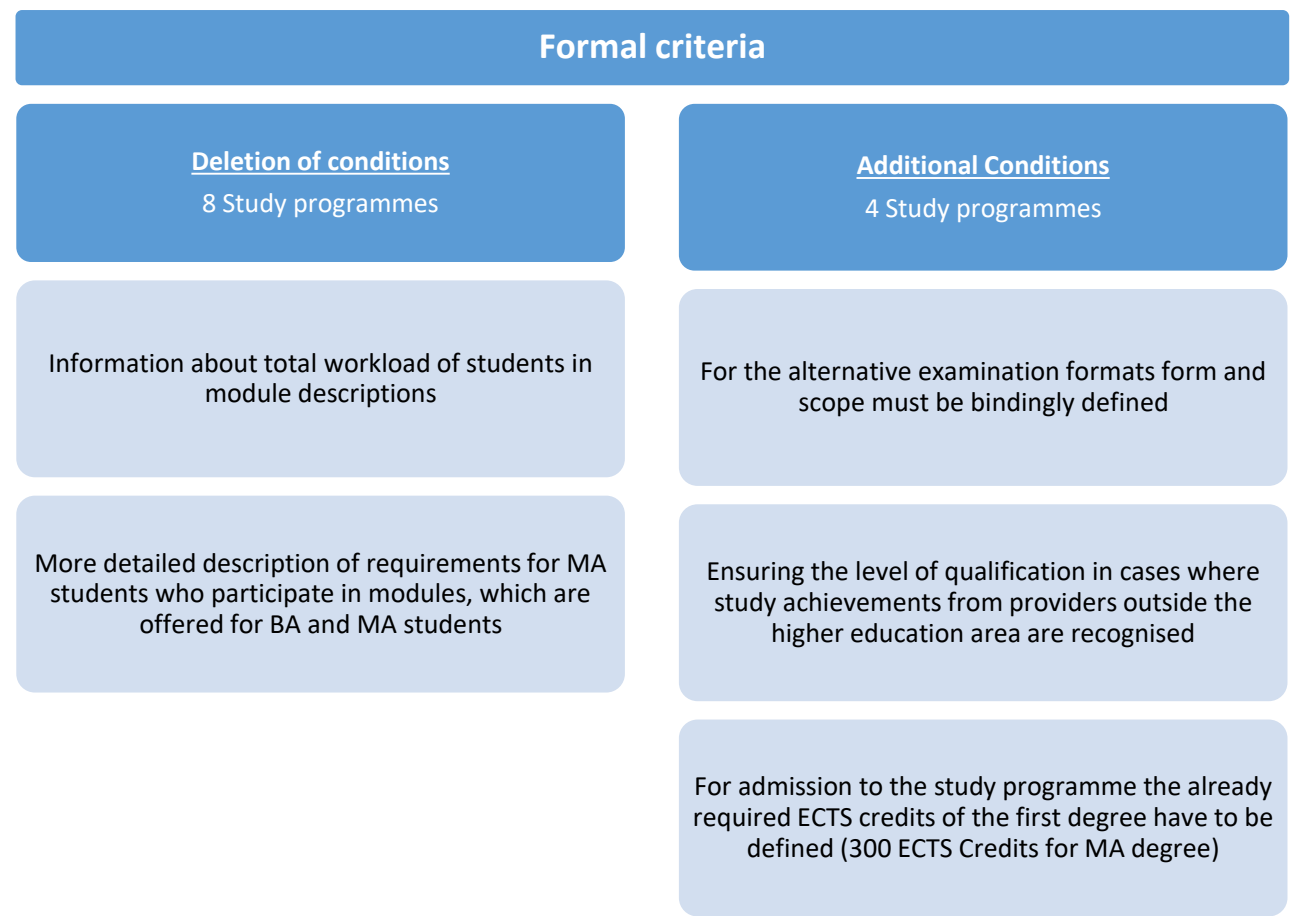 Formal criteria
Deletion of conditions
8 Study programmes
Information about total workload of students in
module descriptions
More detailed description of requirements for MA
students who participate in modules, which are
offered for BA and MA students
Additional Conditions
4 Study programmes
For the alternative examination formats form and
scope must be bindingly defined
Ensuring the level of qualification in cases where
study achievements from providers outside the
higher education area are recognised
For admission to the study programme the already
required ECTS credits of the first degree have to be
defined (300 ECTS Credits for MA degree)